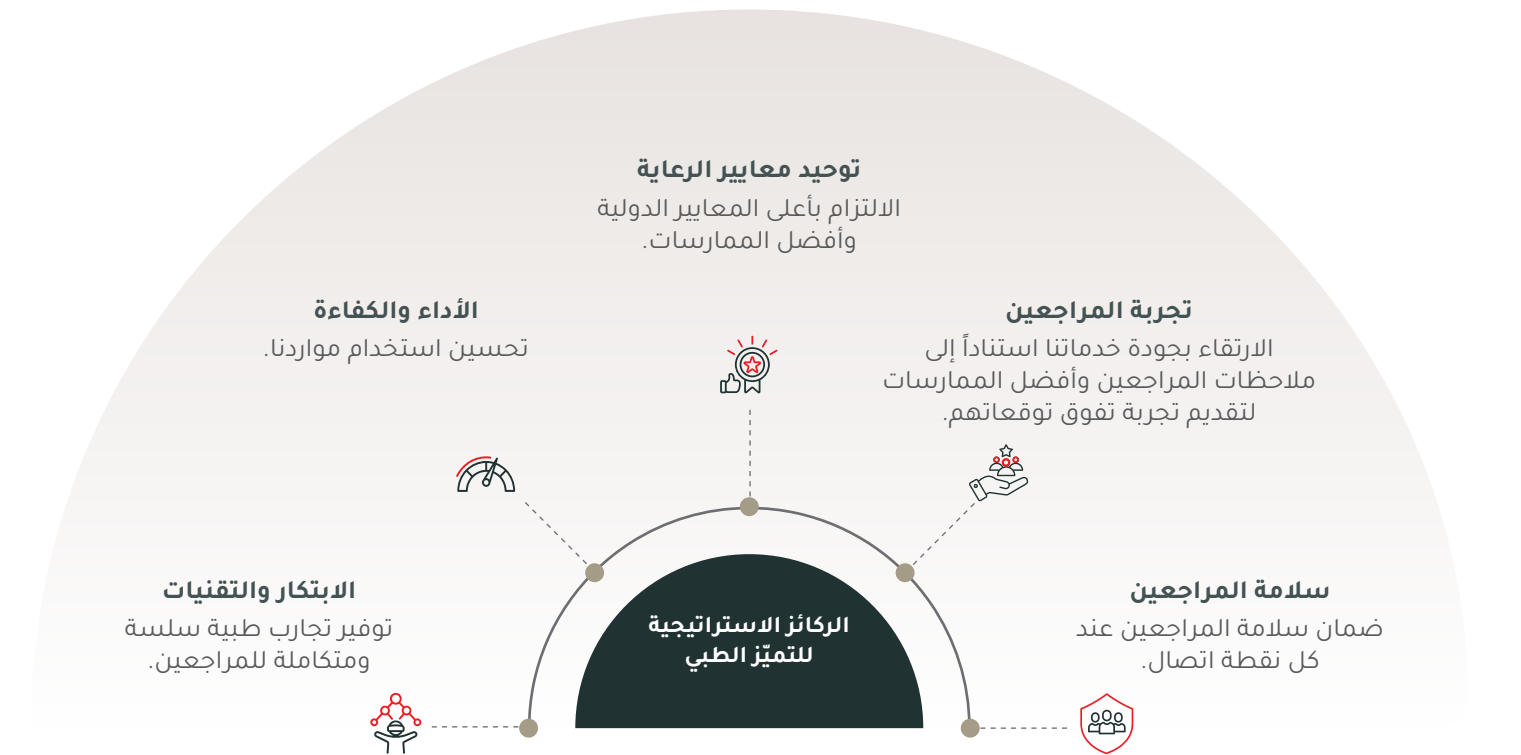 توحيد معايير الرعاية
الالتزام بأعلى المعايير الدولية
وأفضل الممارسات.
تجربة المراجعين
الارتقاء بجودة خدماتنا استناداً إلى
ملاحظات المراجعين وأفضل الممارسات
لتقديم تجربة تفوق توقعاتهم.
الأداء والكفاءة
تحسين استخدام مواردنا.
سلامة المراجعين
ضمان سلامة المراجعين عند
كل نقطة اتصال.
الركائز الاستراتيجية
للتميّز الطبي
الابتكار والتقنيات
توفير تجارب طبية سلسة
ومتكاملة للمراجعين.